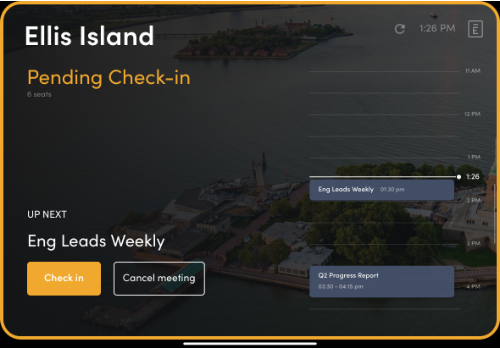 Ellis Island
1:26 PM
E
Pending Check-in
6 seats
11 AM
12 PM
1 PM
1:26
Eng Leads Weekly 01:30 pm
2 PM
UP NEXT
Eng Leads Weekly
3 PM
Check in
Cancel meeting
Q2 Progress Report
03:30 - 04:15 pm
4 PM